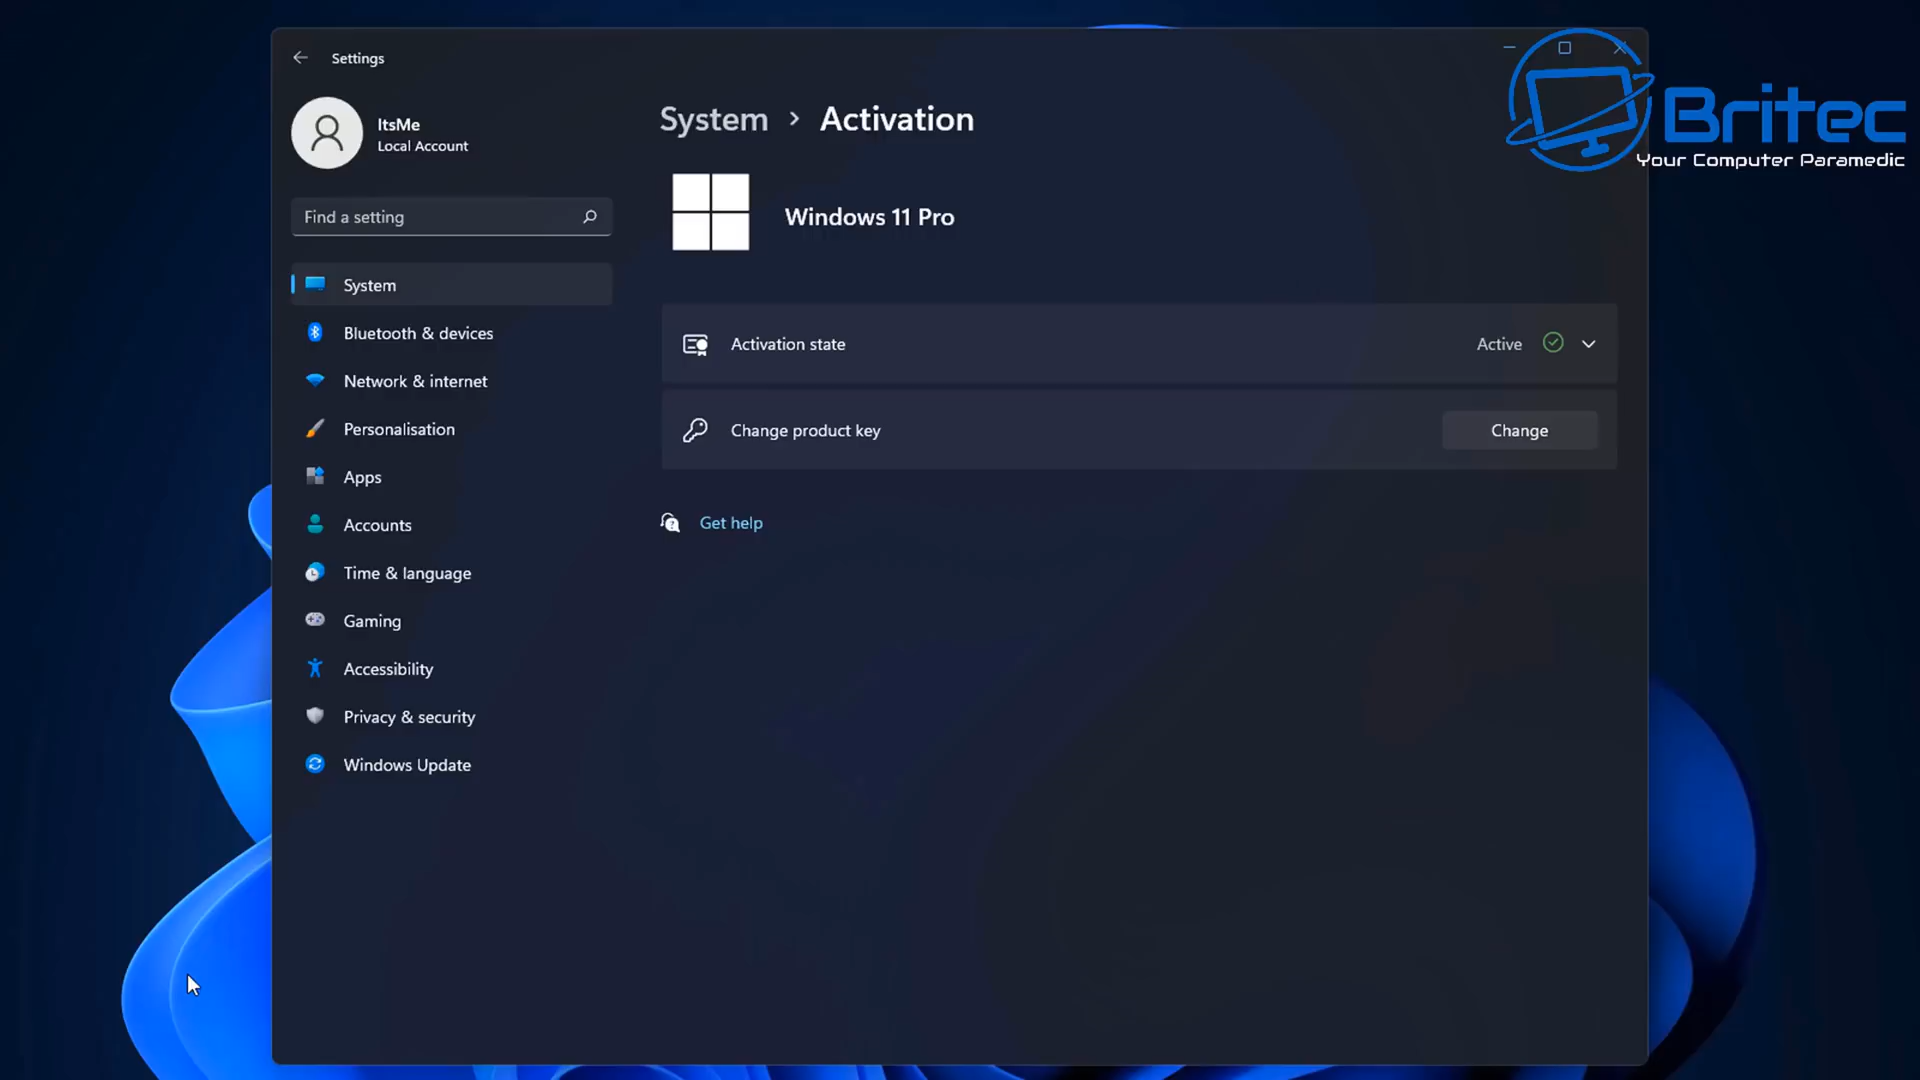 Settings
ItsMe
Local Account
Find a setting
System
Bluetooth & devices
Network & internet
Personalisation
Apps
Accounts
Time & language
Gaming
Accessibility
Privacy & security
Windows Update
System > Activation
Windows 11 Pro
Activation state
Active
Change product key
Change
Get help
Britec
Your Computer Paramedic